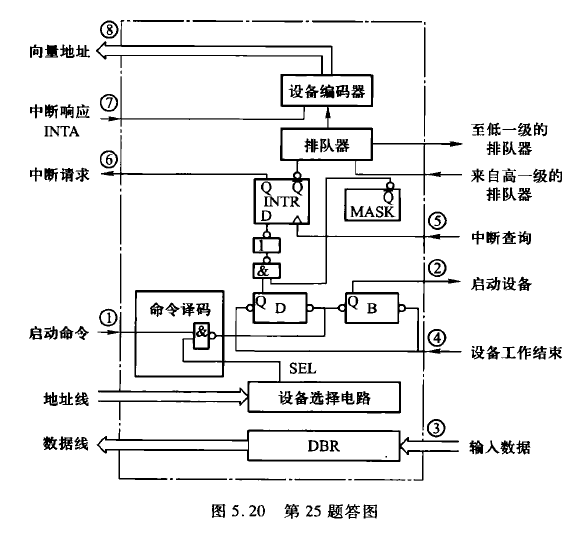 ⑧
向量地址
设备编码器
中断响应
INTA
⑦
排队器
至低一级的
排队器
中断请求
⑥
来自高一级的
排队器
Q Q
INTR
D
Q
MASK
⑤
中断查询
1
&
②
启动设备
命令译码
Q D
Q B
启动命令
①
&
④
设备工作结束
SEL
地址线
设备选择电路
数据线
DBR
③
输入数据
图 5.20 第 25 题答图